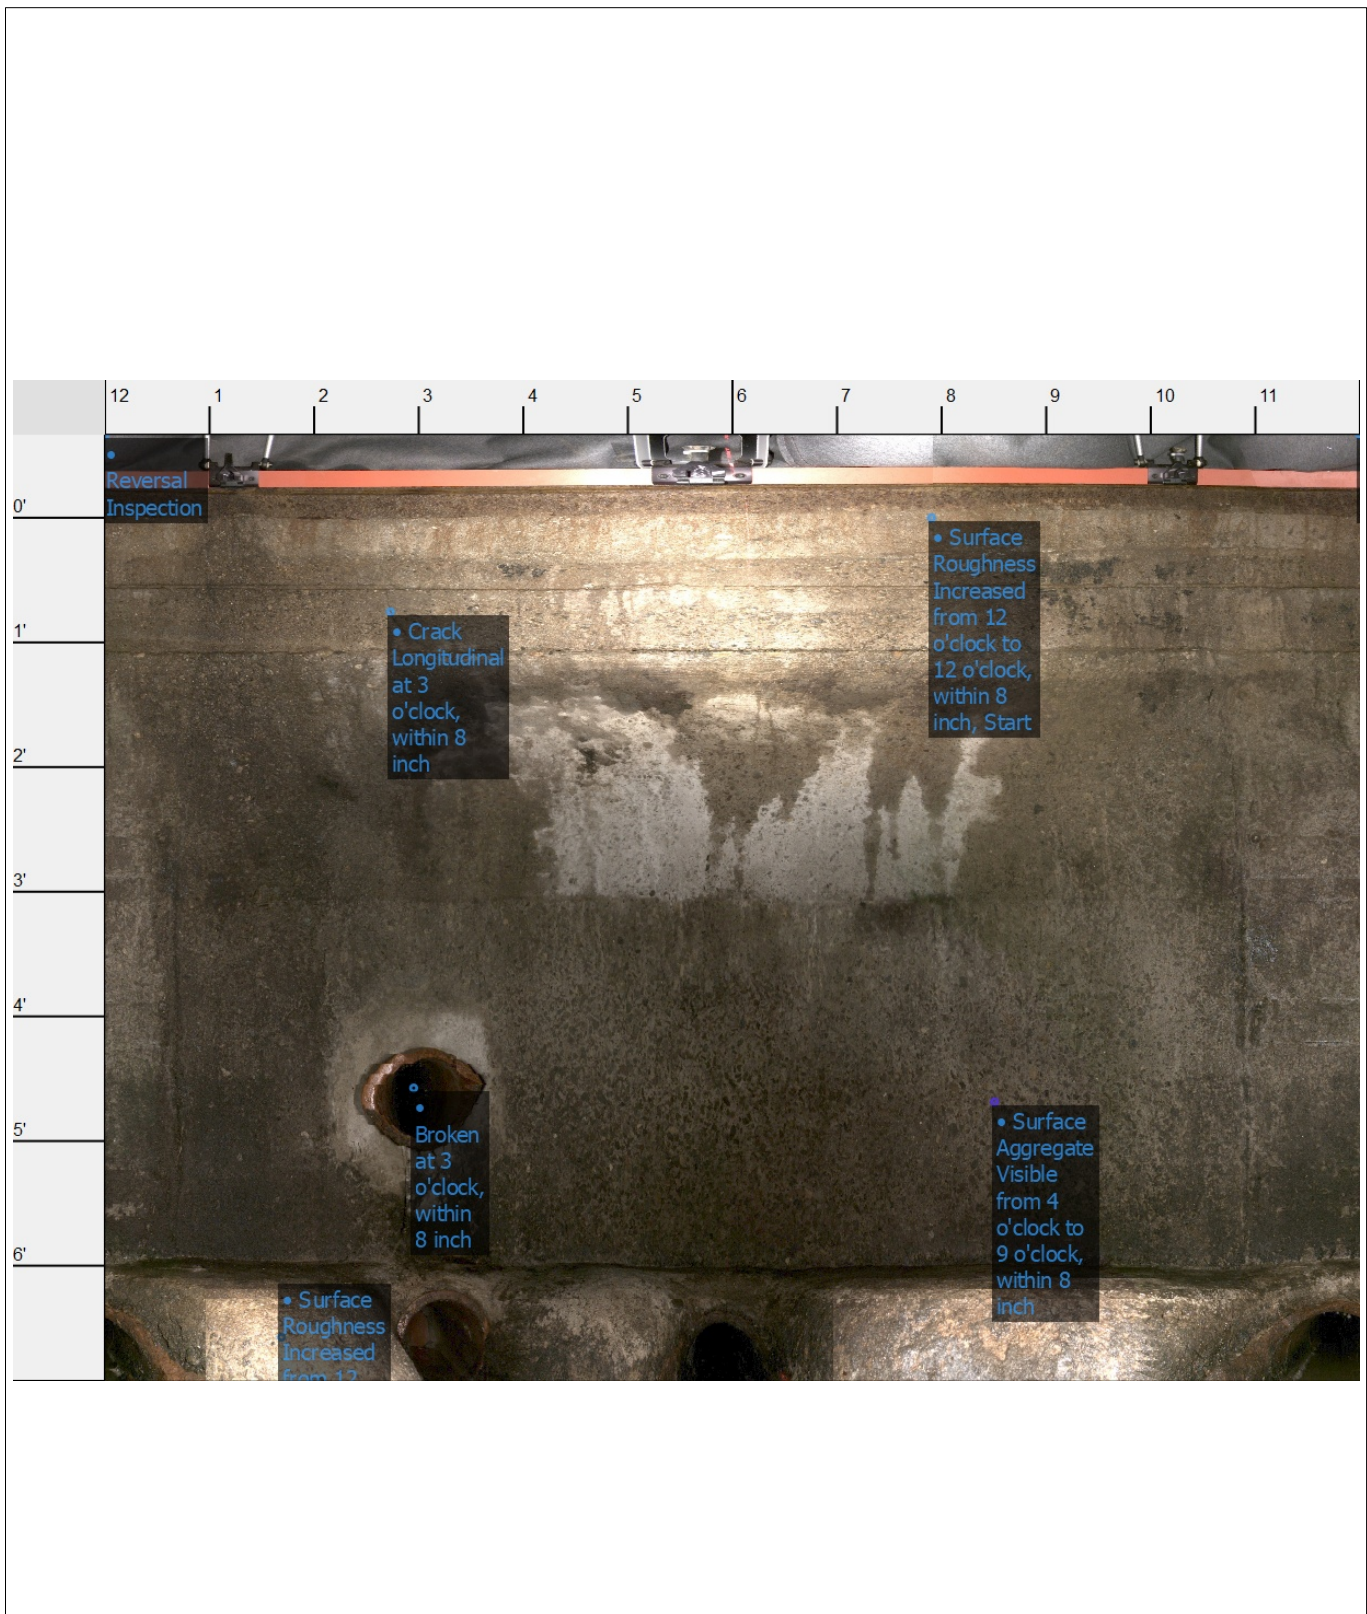 12 1 2 3 4 5 6 7 8 9 10 11
•
Reversal
Inspection
0'
• Surface
Roughness
Increased
from 12
o'clock to
12 o'clock,
within 8
inch, Start
1'
• Crack
Longitudinal
at 3
o'clock,
within 8
inch
2'
3'
4'
•
Broken
at 3
o'clock,
within
8 inch
5'
• Surface
Aggregate
Visible
from 4
o'clock to
9 o'clock,
within 8
inch
6'
• Surface
Roughness
Increased
from 12